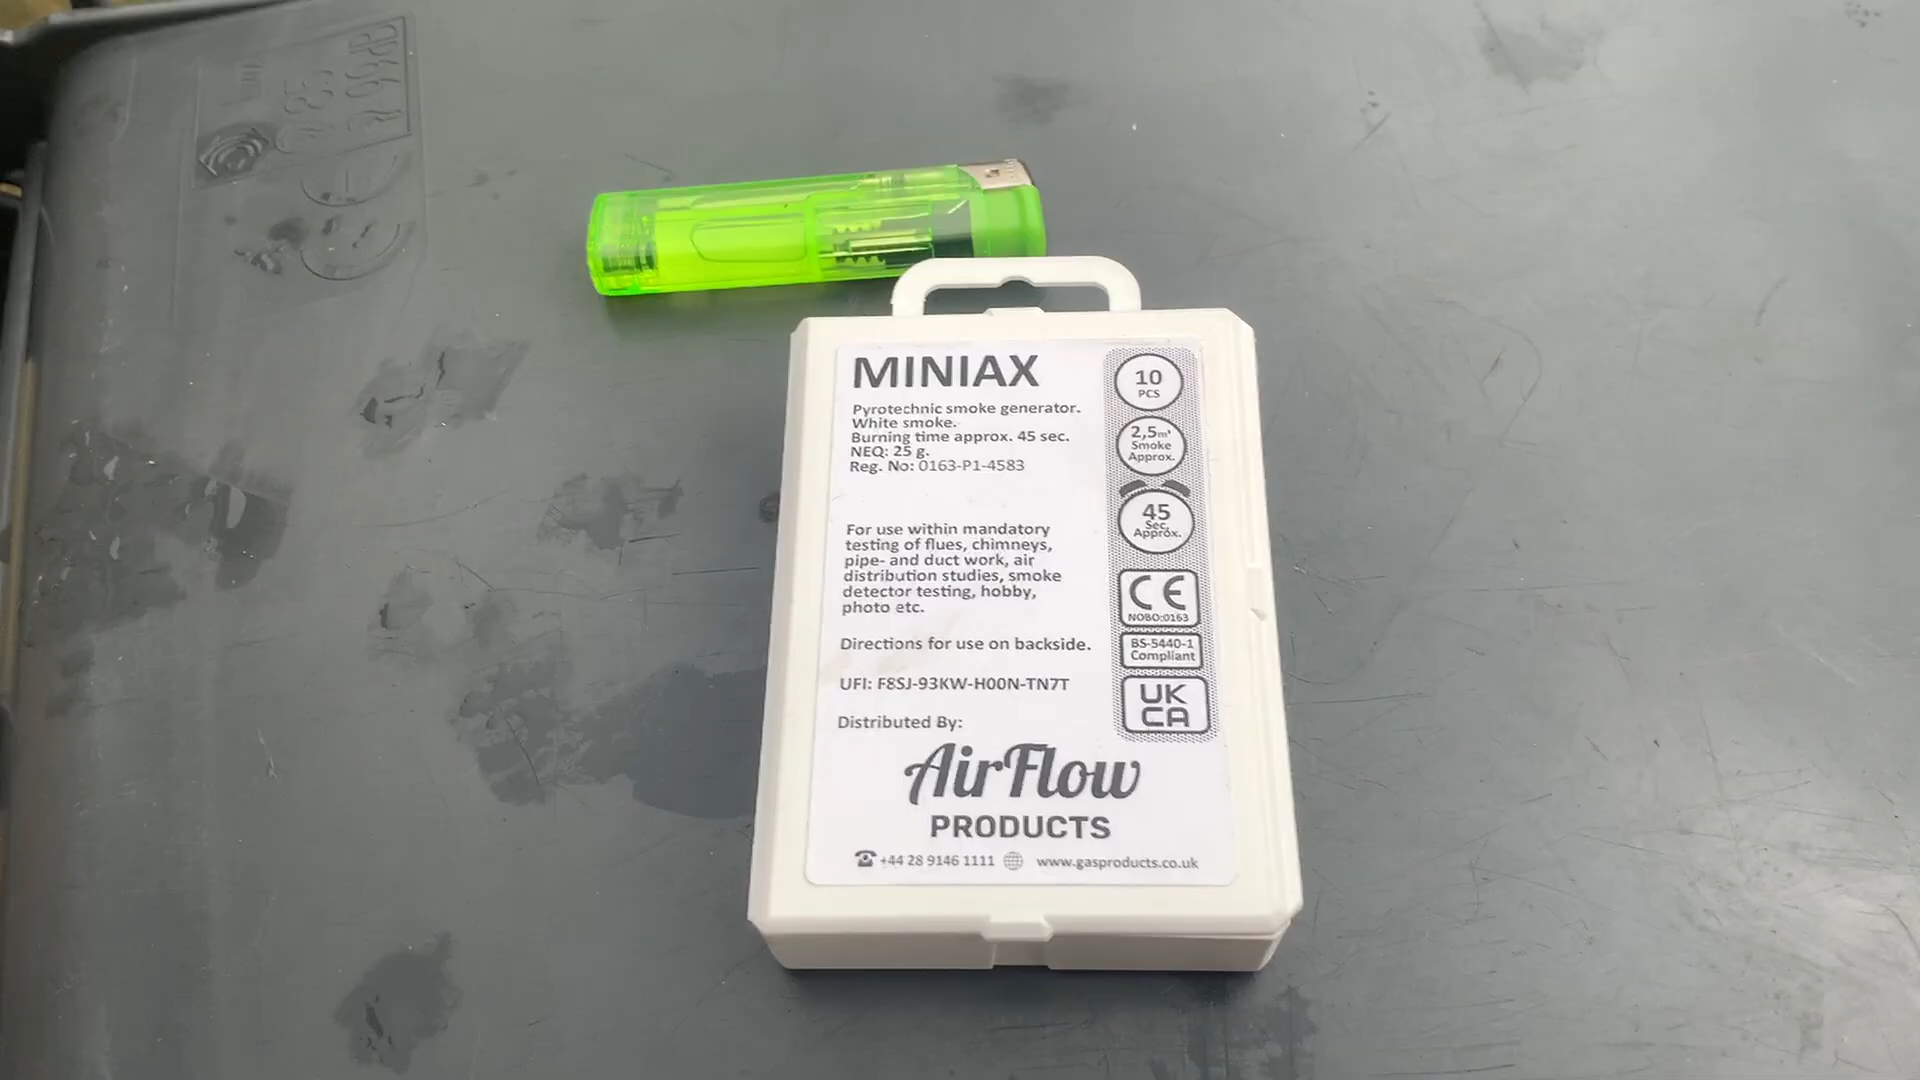 MINIAX
Pyrotechnic smoke generator.
White smoke.
Burning time approx. 45 sec.
NEQ: 25 g.
Reg. No: 0163-P1-4583
For use within mandatory
testing of flues, chimneys,
pipe- and duct work, air
distribution studies, smoke
detector testing, hobby,
photo etc.
Directions for use on backside.
UFI: F8SJ-93KW-H00N-TN7T
Distributed By:
AirFlow
PRODUCTS
+44 28 9146 1111 www.gasproducts.co.uk
10
PCS
2,5m³
Smoke
Approx.
45
Sec.
Approx.
CE
NOBO:0163
BS-5440-1
Compliant
UK
CA
CE